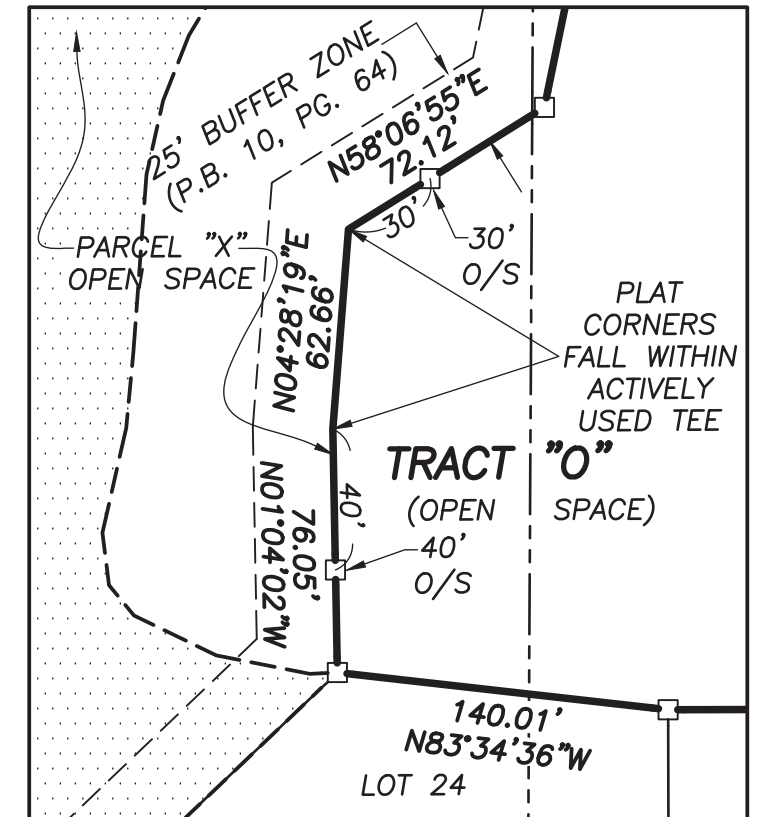 25' BUFFER ZONE
(P.B. 10, PG. 64)
N58°06'55"E
72.12'
30'
30'
O/S
PARCEL "X"
OPEN SPACE
N04°28'19"E
62.66'
PLAT
CORNERS
FALL WITHIN
ACTIVELY
USED TEE
TRACT "O"
(OPEN SPACE)
40'
40'
O/S
76.05'
N01°04'02"W
140.01'
N83°34'36"W
LOT 24